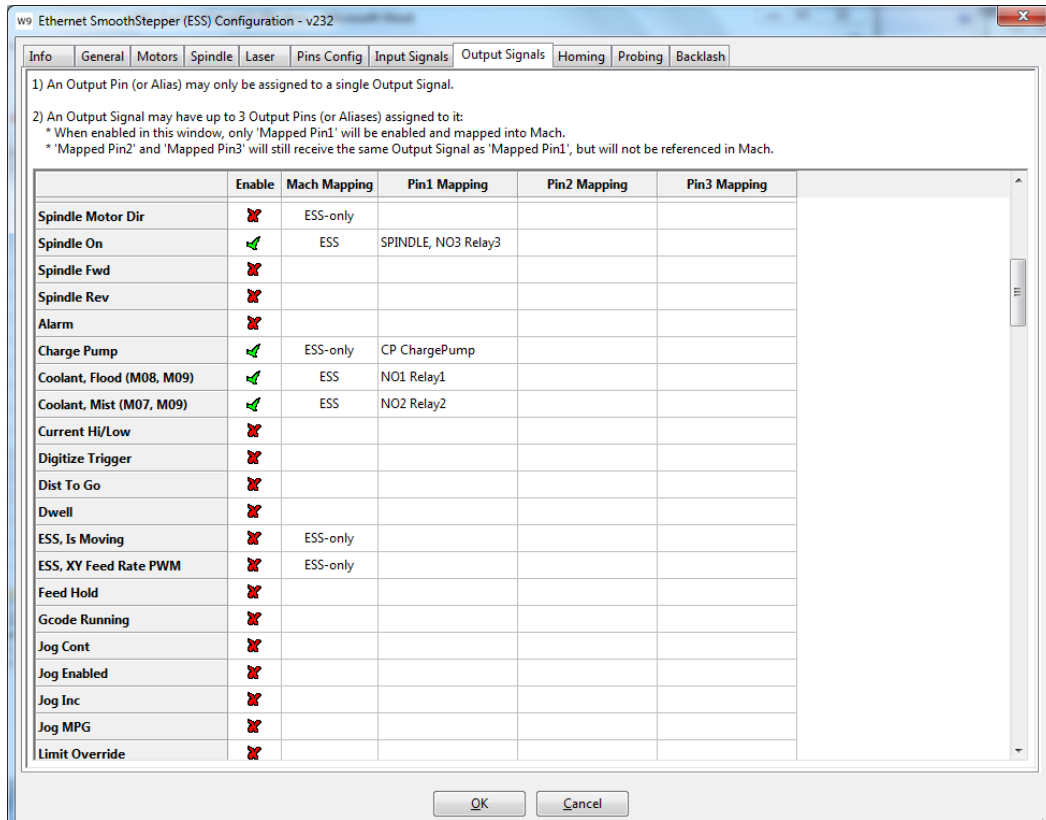 W9 Ethernet SmoothStepper (ESS) Configuration - v232
Info General Motors Spindle Laser Pins Config Input Signals Output Signals Homing Probing Backlash
1) An Output Pin (or Alias) may only be assigned to a single Output Signal.
2) An Output Signal may have up to 3 Output Pins (or Aliases) assigned to it:
* When enabled in this window, only 'Mapped Pin1' will be enabled and mapped into Mach.
* 'Mapped Pin2' and 'Mapped Pin3' will still receive the same Output Signal as 'Mapped Pin1', but will not be referenced in Mach.
Enable Mach Mapping Pin1 Mapping Pin2 Mapping Pin3 Mapping
Spindle Motor Dir ESS-only
Spindle On ESS SPINDLE, NO3 Relay3
Spindle Fwd
Spindle Rev
Alarm
Charge Pump ESS-only CP ChargePump
Coolant, Flood (M08, M09) ESS NO1 Relay1
Coolant, Mist (M07, M09) ESS NO2 Relay2
Current Hi/Low
Digitize Trigger
Dist To Go
Dwell
ESS, Is Moving ESS-only
ESS, XY Feed Rate PWM ESS-only
Feed Hold
Gcode Running
Jog Cont
Jog Enabled
Jog Inc
Jog MPG
Limit Override
OK Cancel